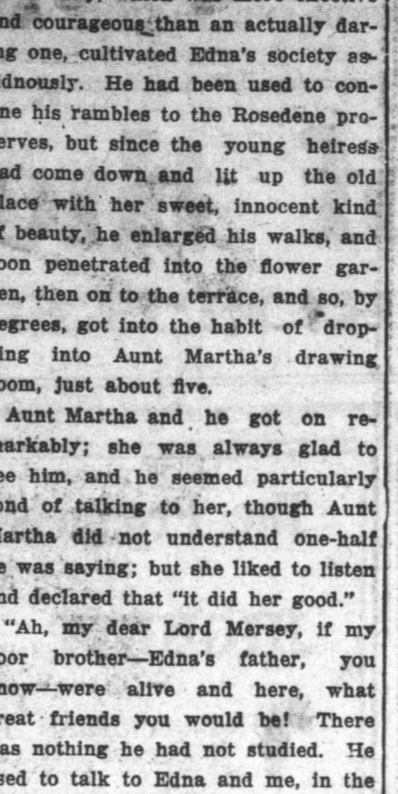 nd courageous than an actually dar-
ng one, cultivated Edna's society as-
idnously. He had been used to con-
ne his rambles to the Rosedene pro-
erves, but since the young heiress
ad come down and lit up the old
lace with her sweet, innocent kind
f beauty, he enlarged his walks, and
oon penetrated into the flower gar-
en, then on to the terrace, and so, by
egrees, got into the habit of drop-
ing into Aunt Martha's drawing
oom, just about five.
Aunt Martha and he got on re-
arkably; she was always glad to
ee him, and he seemed particularly
ond of talking to her, though Aunt
artha did not understand one-half
e was saying; but she liked to listen
nd declared that "it did her good."
"Ah, my dear Lord Mersey, if my
oor brother—Edna's father, you
now—were alive and here, what
reat friends you would be! There
as nothing he had not studied. He
sed to talk to Edna and me, in the